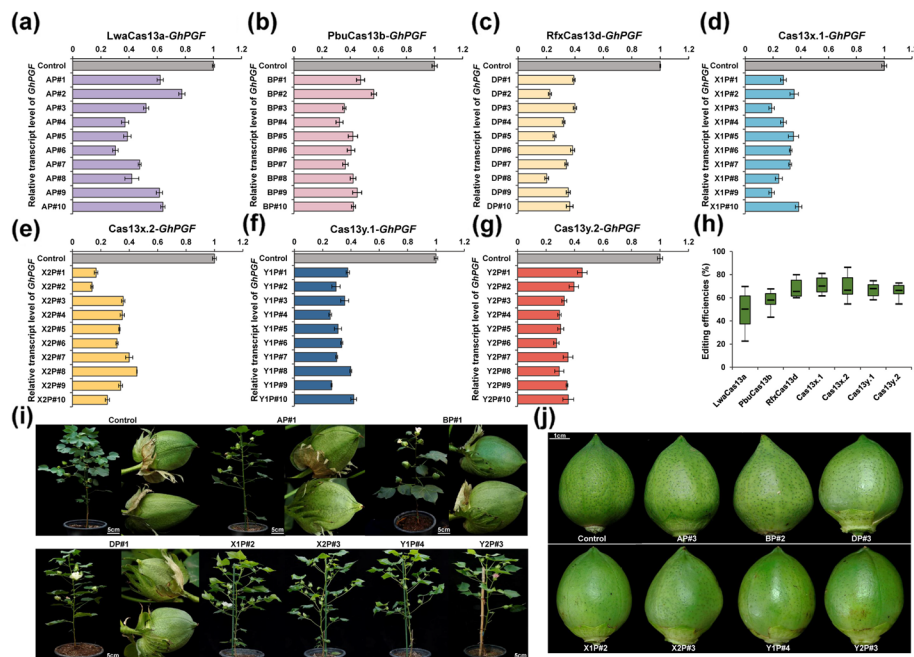 (a)
LwaCas13a-GhPGF
0 0.2 0.4 0.6 0.8 1 1.2
Relative transcript level of GhPGF
Control
AP#1
AP#2
AP#3
AP#4
AP#5
AP#6
AP#7
AP#8
AP#9
AP#10
(b)
PbuCas13b-GhPGF
0 0.2 0.4 0.6 0.8 1 1.2
Relative transcript level of GhPGF
Control
BP#1
BP#2
BP#3
BP#4
BP#5
BP#6
BP#7
BP#8
BP#9
BP#10
(c)
RfxCas13d-GhPGF
0 0.2 0.4 0.6 0.8 1 1.2
Relative transcript level of GhPGF
Control
DP#1
DP#2
DP#3
DP#4
DP#5
DP#6
DP#7
DP#8
DP#9
DP#10
(d)
Cas13x.1-GhPGF
0 0.2 0.4 0.6 0.8 1 1.2
Relative transcript level of GhPGF
Control
X1P#1
X1P#2
X1P#3
X1P#4
X1P#5
X1P#6
X1P#7
X1P#8
X1P#9
X1P#10
(e)
Cas13x.2-GhPGF
0 0.2 0.4 0.6 0.8 1 1.2
Relative transcript level of GhPGF
Control
X2P#1
X2P#2
X2P#3
X2P#4
X2P#5
X2P#6
X2P#7
X2P#8
X2P#9
X2P#10
(f)
Cas13y.1-GhPGF
0 0.2 0.4 0.6 0.8 1 1.2
Relative transcript level of GhPGF
Control
Y1P#1
Y1P#2
Y1P#3
Y1P#4
Y1P#5
Y1P#6
Y1P#7
Y1P#8
Y1P#9
Y1P#10
(g)
Cas13y.2-GhPGF
0 0.2 0.4 0.6 0.8 1 1.2
Relative transcript level of GhPGF
Control
Y2P#1
Y2P#2
Y2P#3
Y2P#4
Y2P#5
Y2P#6
Y2P#7
Y2P#8
Y2P#9
Y2P#10
(h)
Editing efficiencies (%)
100
80
60
40
20
0
LwaCas13a
PbuCas13b
RfxCas13d
Cas13x.1
Cas13x.2
Cas13y.1
Cas13y.2
(i)
Control AP#1 BP#1
5cm 5cm 5cm
DP#1 X1P#2 X2P#3 Y1P#4 Y2P#3
5cm 5cm
(j)
1cm
Control AP#3 BP#2 DP#3
X1P#2 X2P#3 Y1P#4 Y2P#3